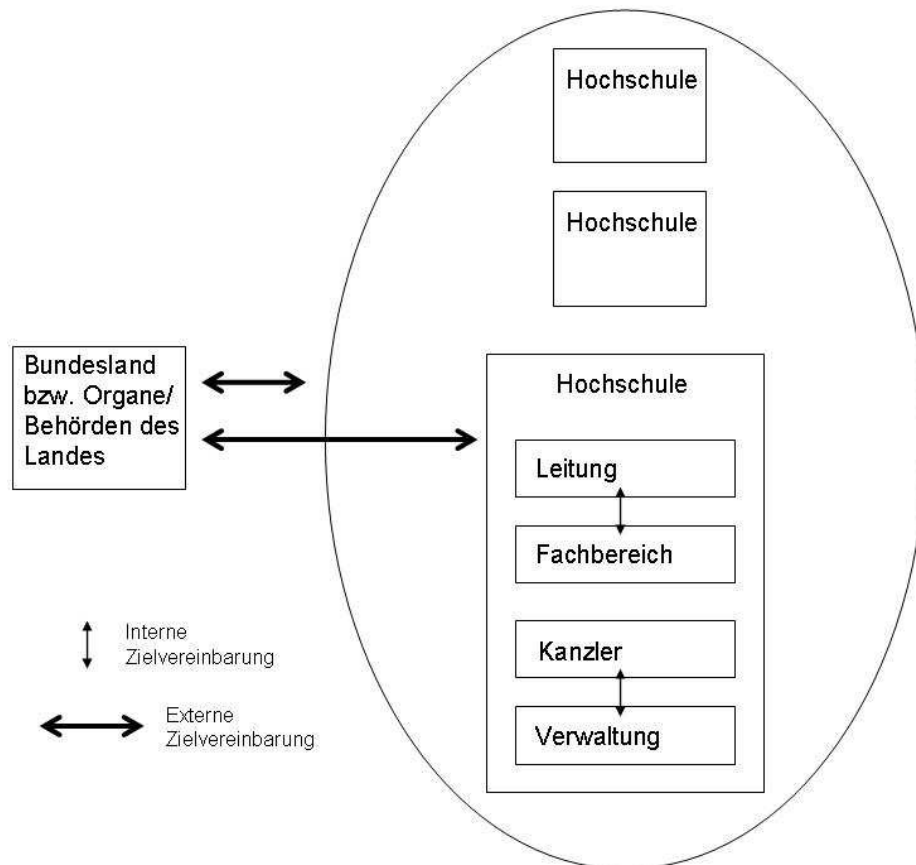 Hochschule
Hochschule
Bundesland
bzw. Organe/
Behörden des
Landes
Hochschule
Leitung
Fachbereich
Kanzler
Verwaltung
Interne
Zielvereinbarung
Externe
Zielvereinbarung